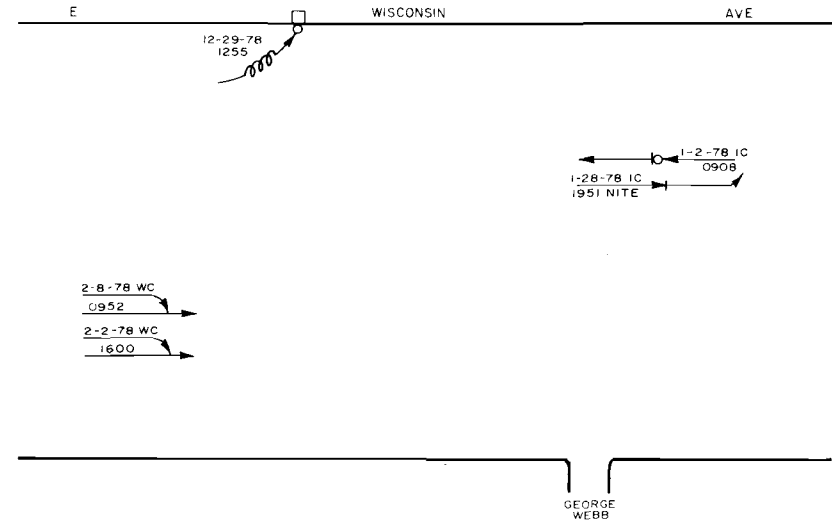 E WISCONSIN AVE
12-29-78
1255
1-2-78 IC
0908
1-28-78 IC
1951 NITE
2-8-78 WC
0952
2-2-78 WC
1600
GEORGE
WEBB